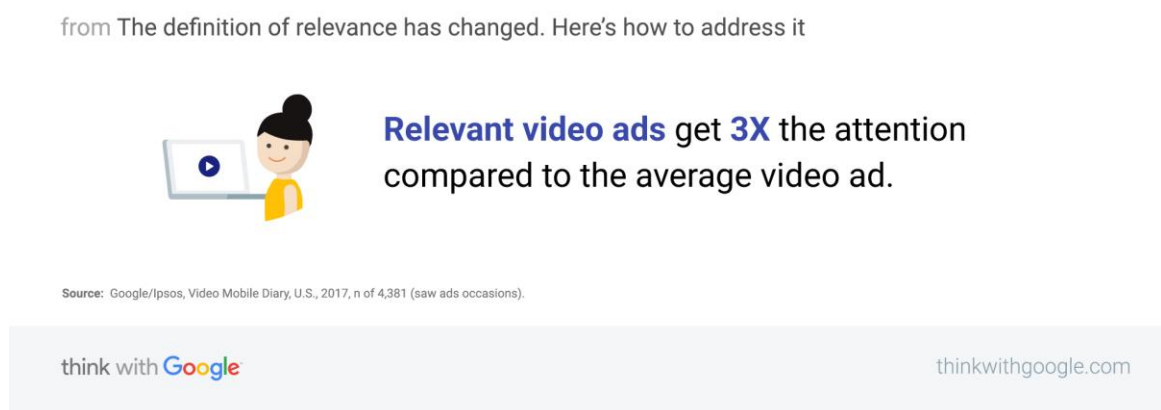 from The definition of relevance has changed. Here’s how to address it
Relevant video ads get 3X the attention
compared to the average video ad.
Source: Google/Ipsos, Video Mobile Diary, U.S., 2017, n of 4,381 (saw ads occasions).
think with Google
thinkwithgoogle.com